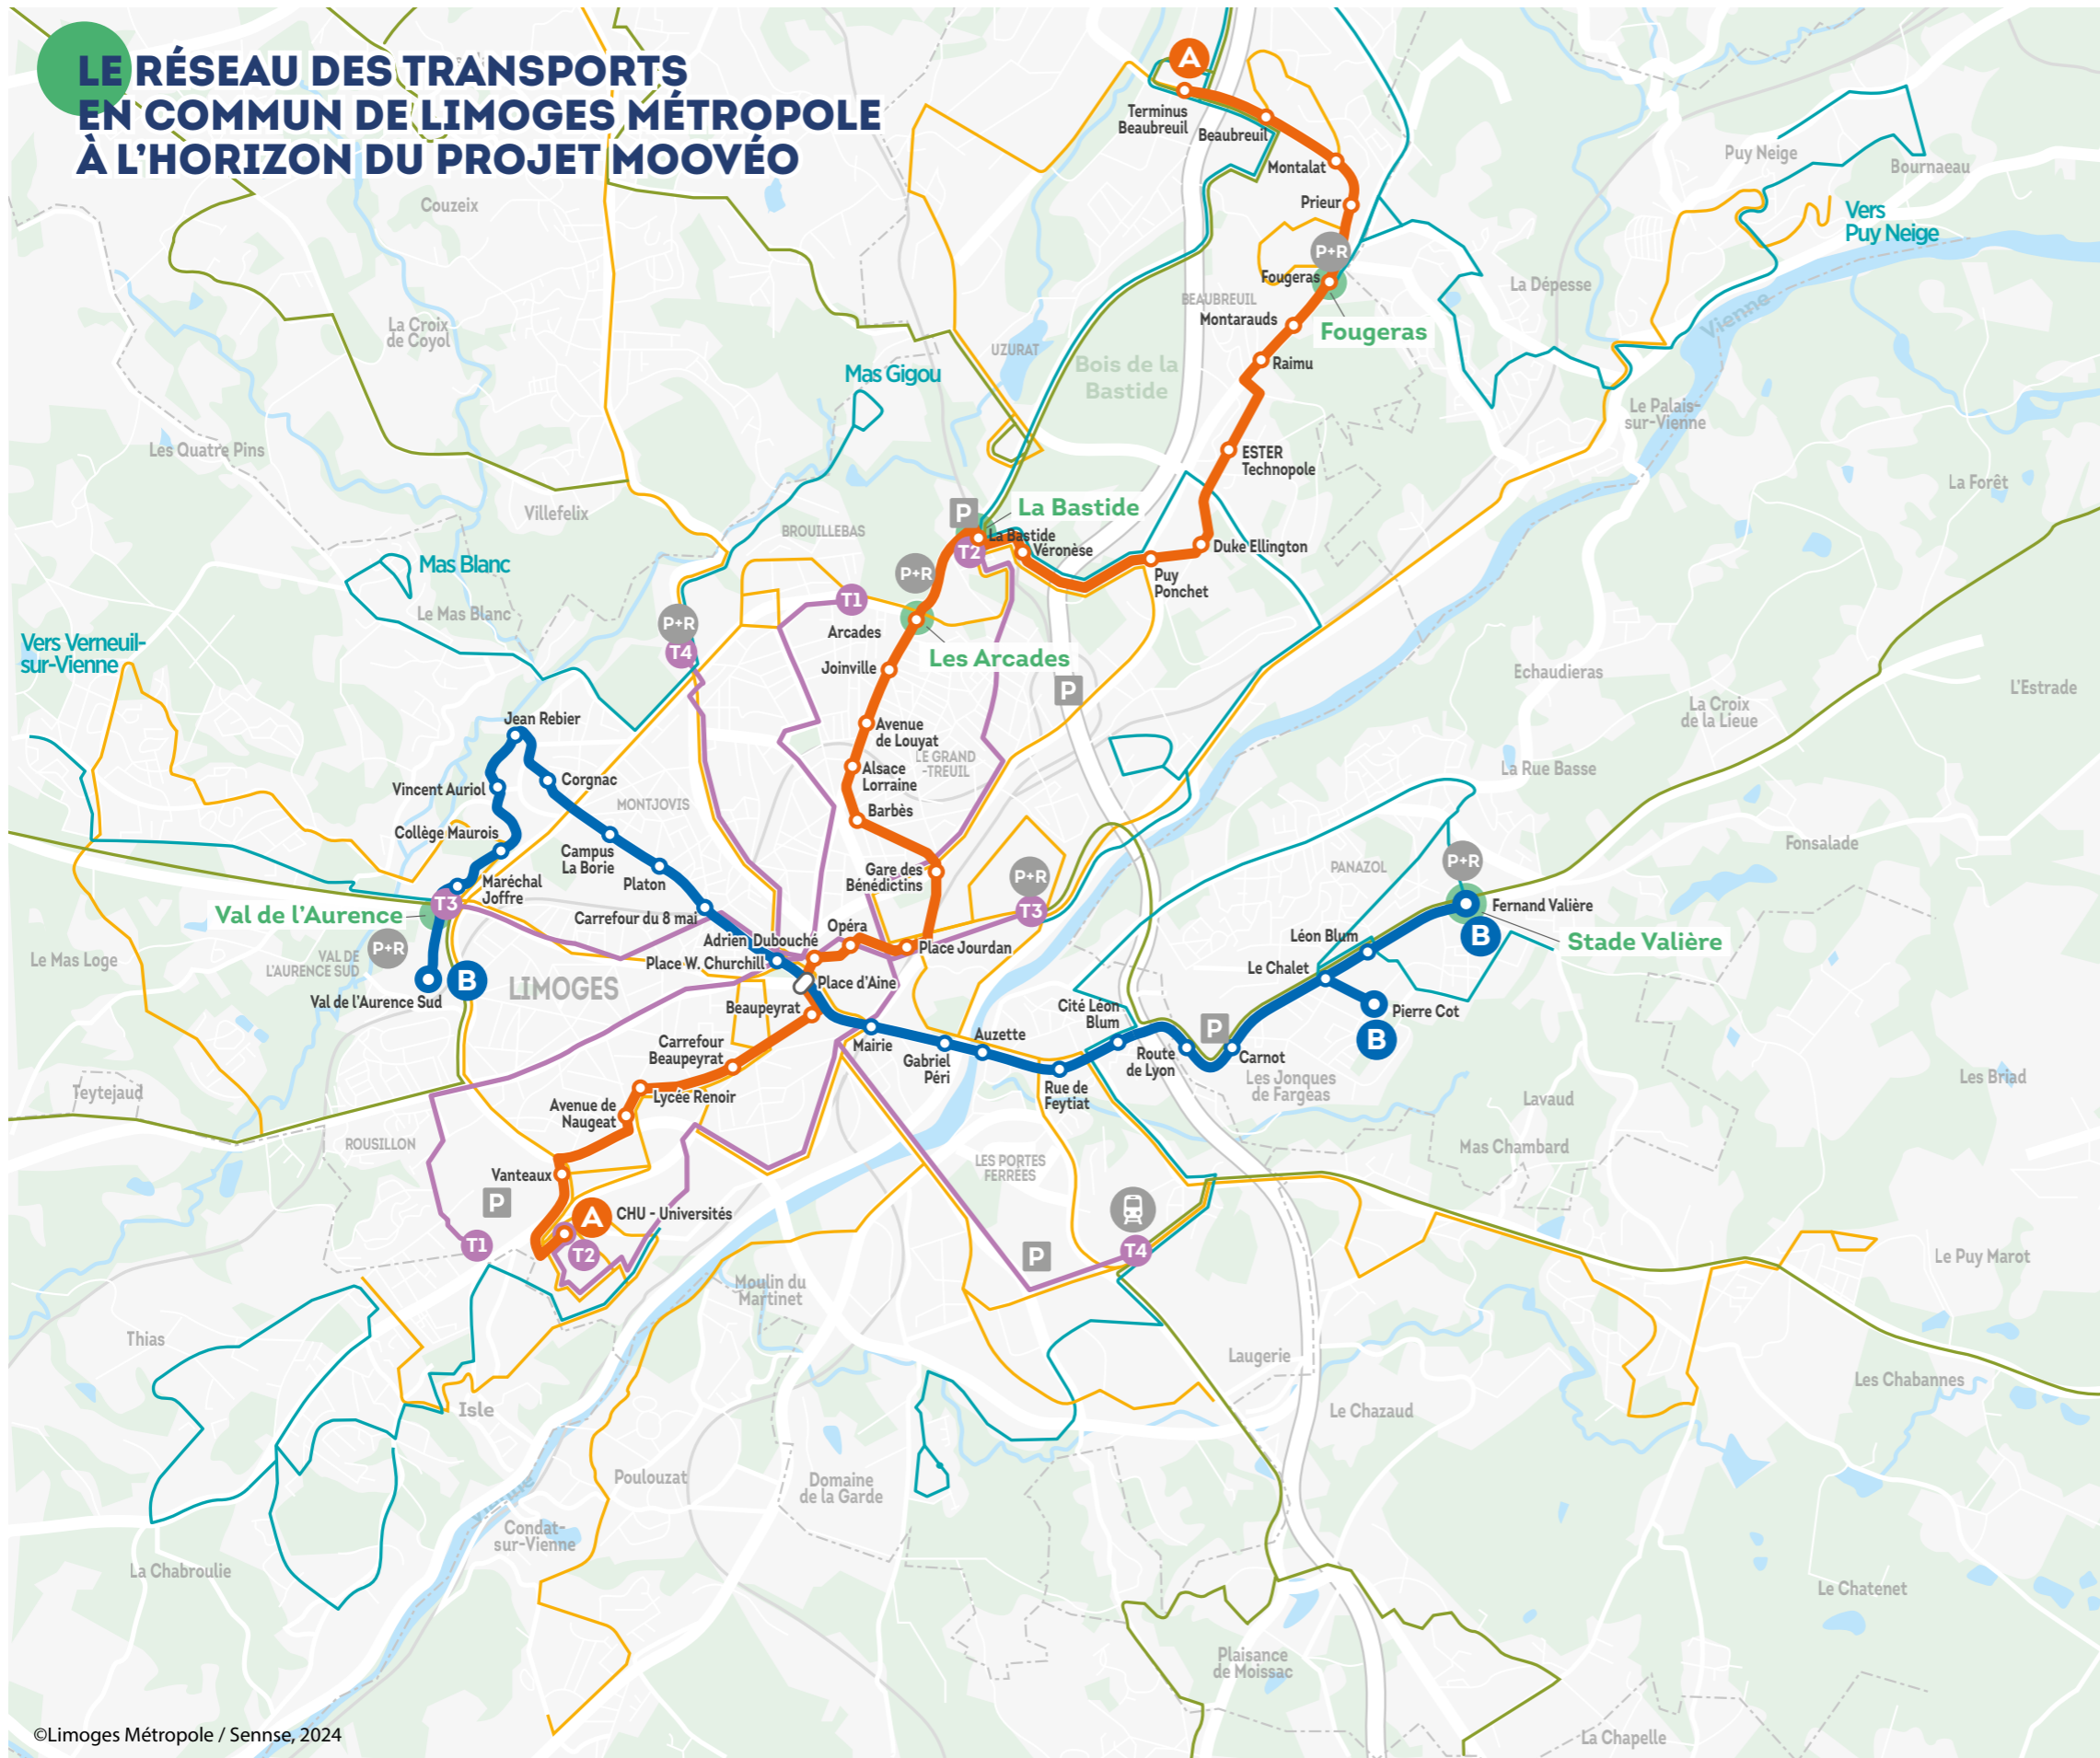 LE RÉSEAU DES TRANSPORTS
EN COMMUN DE LIMOGES MÉTROPOLE
À L'HORIZON DU PROJET MOOVÉO
A
Terminus
Beaubreuil
Beaubreuil
Montalat
Prieur
P+R
Fougeras
BEAUBREUIL
Montarauds
Fougeras
Raimu
Puy Neige
Bournaeau
Vers
Puy Neige
La Dépesse
Vienne
Couzeix
La Croix
de Coyol
UZURAT
Bois de la
Bastide
Mas Gigou
Le Palais-
sur-Vienne
Les Quatre Pins
ESTER
Technopole
La Forêt
Villefelix
BROUILLEBAS
P
La Bastide
La Bastide
T2
Véronèse
Duke Ellington
Puy
Ponchet
Mas Blanc
Le Mas Blanc
P+R
T1
P+R
T4
Arcades
Les Arcades
Joinville
Vers Verneuil-
sur-Vienne
P
Echaudieras
L'Estrade
La Croix
de la Lieue
Jean Rebier
Avenue
de Louyat
LE GRAND
-TREUIL
Alsace
Lorraine
La Rue Basse
Vincent Auriol
Corgnac
MONTJOVIS
Barbès
Collège Maurois
Campus
La Borie
Platon
Fonsalade
PANAZOL
P+R
Maréchal
Joffre
T3
Gare des
Bénédictins
P+R
T3
Val de l'Aurence
Carrefour du 8 mai
Fernand Valière
B
Stade Valière
Léon Blum
Opéra
Adrien Dubouché
Place Jourdan
Place W. Churchill
P+R
VAL DE
L'AURENCE SUD
Le Mas Loge
B
LIMOGES
Place d'Aine
Le Chalet
Val de l'Aurence Sud
Beaupeyrat
Pierre Cot
B
Cité Léon
Blum
P
Auzette
Mairie
Gabriel
Péri
Route
de Lyon
Carnot
Carrefour
Beaupeyrat
Rue de
Feytiat
Les Jonques
de Fargeas
Les Briad
Teytejaud
Lycée Renoir
Avenue de
Naugeat
Lavaud
ROUSILLON
Mas Chambard
LES PORTES
FERRÉES
Vanteaux
P
A
CHU - Universités
T1
T2
T4
P
Le Puy Marot
Moulin du
Martinet
Thias
Laugerie
Les Chabannes
Isle
Le Chazaud
Poulouzat
Domaine
de la Garde
Condat-
sur-Vienne
La Chabroulie
Le Chatenet
Plaisance
de Moissac
La Chapelle
©Limoges Métropole / Sennse, 2024